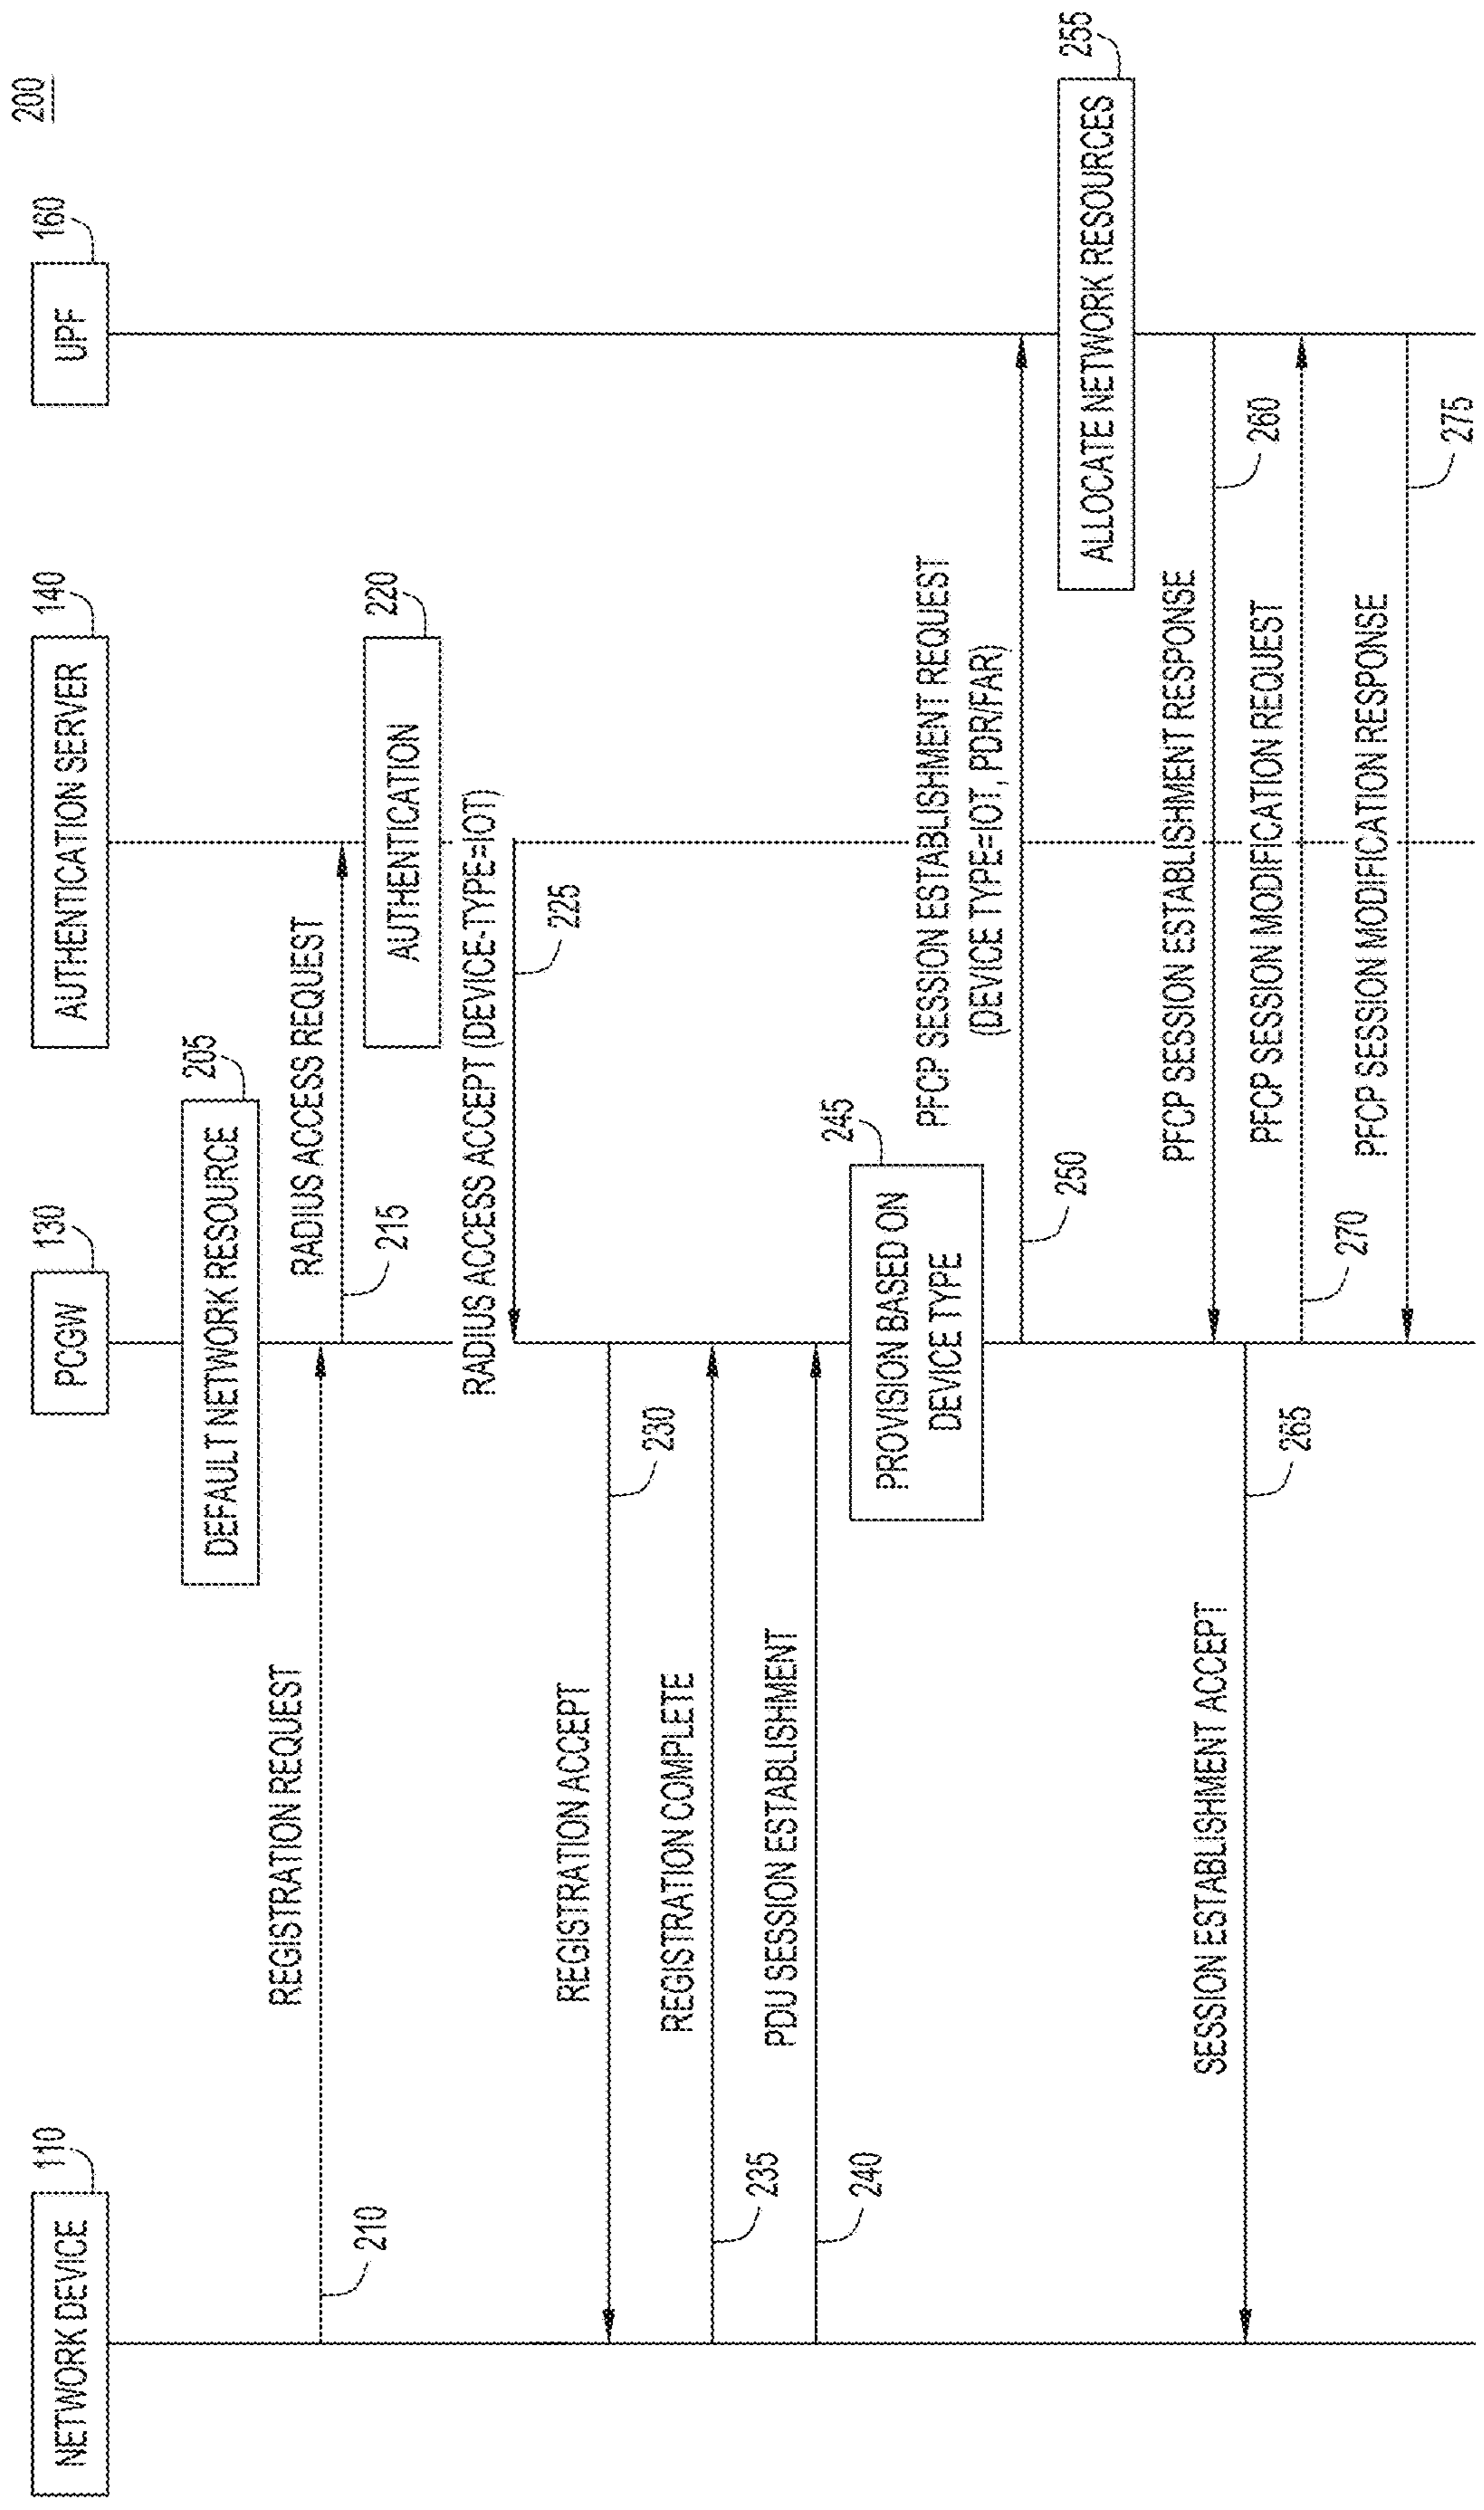 200
NETWORK DEVICE
110
PCGW
130
AUTHENTICATION SERVER
140
UPF
160
DEFAULT NETWORK RESOURCE
205
REGISTRATION REQUEST
210
RADIUS ACCESS REQUEST
215
AUTHENTICATION
220
RADIUS ACCESS ACCEPT (DEVICE-TYPE=IOT)
225
REGISTRATION ACCEPT
230
REGISTRATION COMPLETE
235
PDU SESSION ESTABLISHMENT
240
PROVISION BASED ON
DEVICE TYPE
245
PFCP SESSION ESTABLISHMENT REQUEST
(DEVICE TYPE=IOT, PDR/FAR)
250
ALLOCATE NETWORK RESOURCES
255
PFCP SESSION ESTABLISHMENT RESPONSE
260
SESSION ESTABLISHMENT ACCEPT
265
PFCP SESSION MODIFICATION REQUEST
270
PFCP SESSION MODIFICATION RESPONSE
275